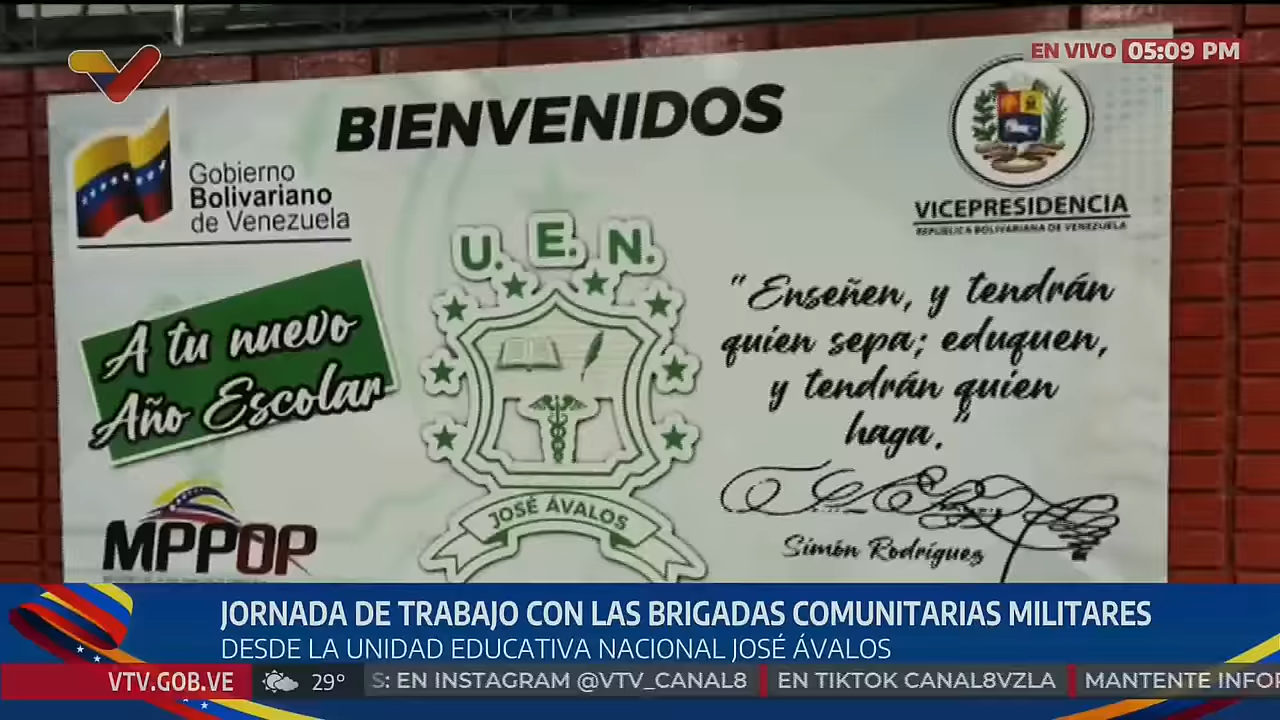 EN VIVO 05:09 PM
BIENVENIDOS
Gobierno
Bolivariano
de Venezuela
VICEPRESIDENCIA
REPÚBLICA BOLIVARIANA DE VENEZUELA
U. E. N.
A tu nuevo
Año Escolar
"Enseñen, y tendrán
quien sepa; eduquen,
y tendrán quien
haga."
JOSÉ ÁVALOS
Simón Rodríguez
MPPOP
JORNADA DE TRABAJO CON LAS BRIGADAS COMUNITARIAS MILITARES
DESDE LA UNIDAD EDUCATIVA NACIONAL JOSÉ ÁVALOS
VTV.GOB.VE 29° S: EN INSTAGRAM @VTV_CANAL8 EN TIKTOK CANAL8VZLA MANTENTE INFOR